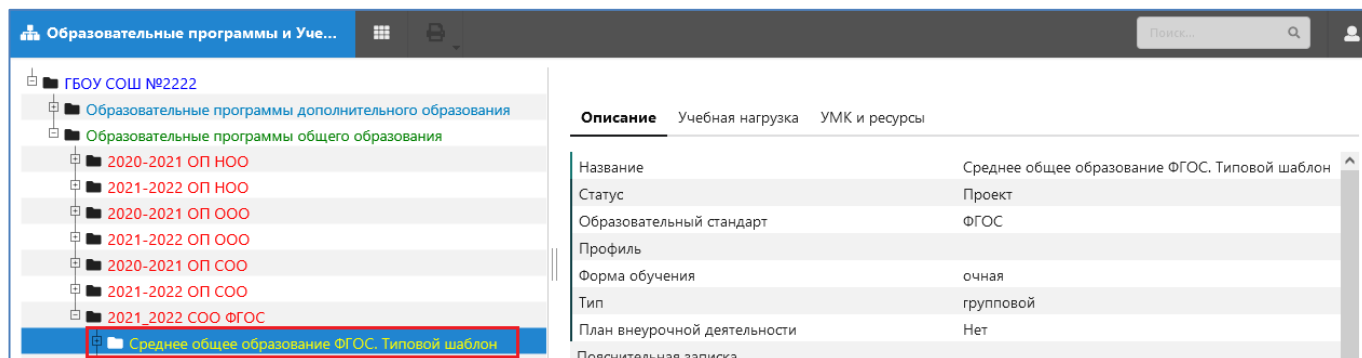 Образовательные программы и Уче...
Поиск...
ГБОУ СОШ №2222
Образовательные программы дополнительного образования
Образовательные программы общего образования
2020-2021 ОП НОО
2021-2022 ОП НОО
2020-2021 ОП ООО
2021-2022 ОП ООО
2020-2021 ОП СОО
2021-2022 ОП СОО
2021_2022 СОО ФГОС
Среднее общее образование ФГОС. Типовой шаблон
Описание Учебная нагрузка УМК и ресурсы
Название Среднее общее образование ФГОС. Типовой шаблон
Статус Проект
Образовательный стандарт ФГОС
Профиль
Форма обучения очная
Тип групповой
План внеурочной деятельности Нет
Пояснительная записка